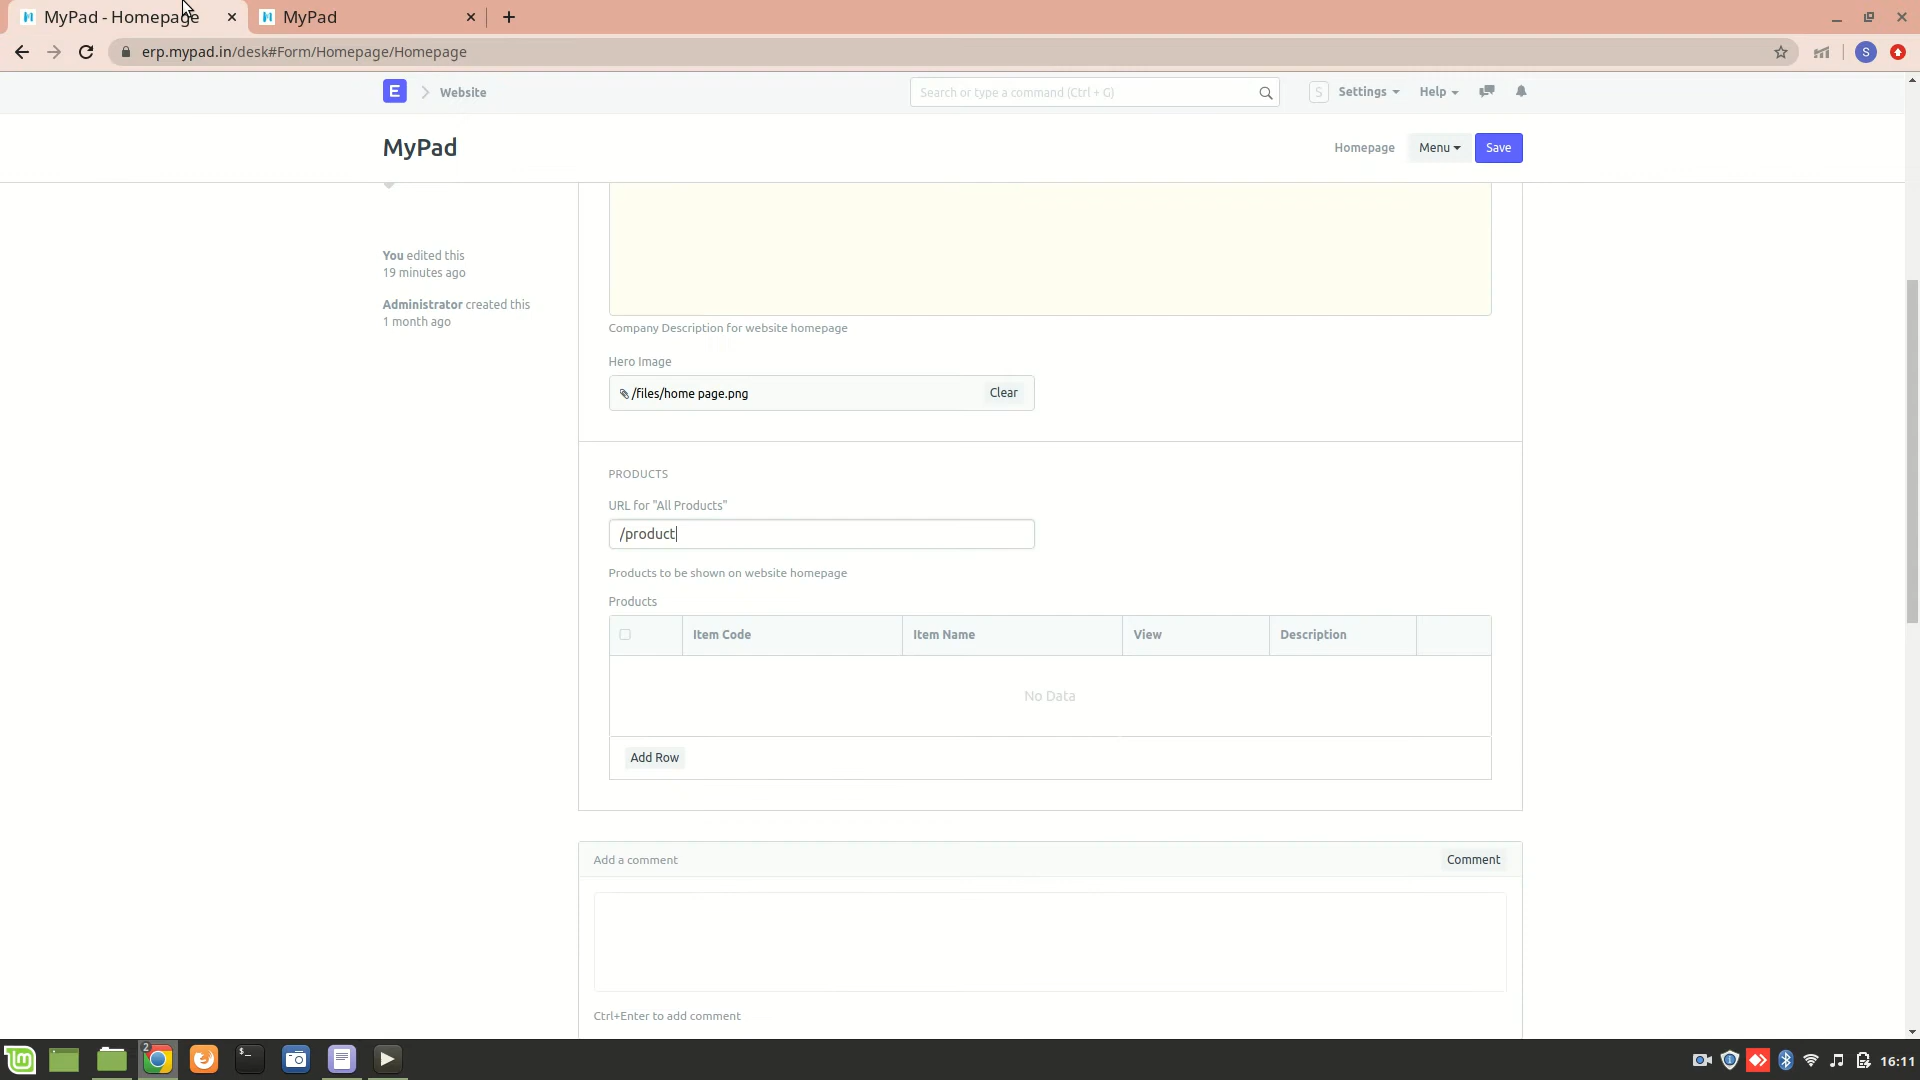 MyPad - Homepage
MyPad
erp.mypad.in/desk#Form/Homepage/Homepage
S
E
Website
Search or type a command (Ctrl + G)
S
Settings
Help
MyPad
Homepage
Menu
Save
You edited this
19 minutes ago
Administrator created this
1 month ago
Company Description for website homepage
Hero Image
/files/home page.png
Clear
PRODUCTS
URL for "All Products"
/product
Products to be shown on website homepage
Products
Item Code
Item Name
View
Description
No Data
Add Row
Add a comment
Comment
Ctrl+Enter to add comment
2
16:11